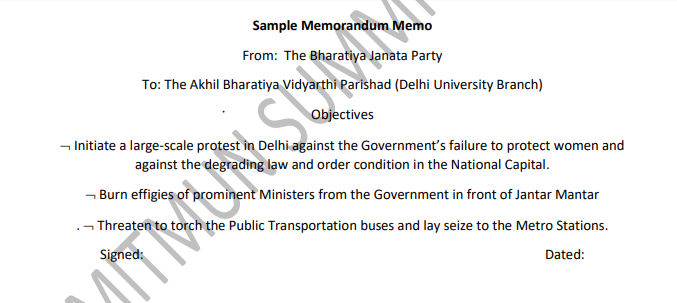 Sample Memorandum Memo
From: The Bharatiya Janata Party
To: The Akhil Bharatiya Vidyarthi Parishad (Delhi University Branch)
Objectives
¬ Initiate a large-scale protest in Delhi against the Government's failure to protect women and
against the degrading law and order condition in the National Capital.
¬ Burn effigies of prominent Ministers from the Government in front of Jantar Mantar
. ¬ Threaten to torch the Public Transportation buses and lay seize to the Metro Stations.
Signed: Dated:
MITMUN SUMM